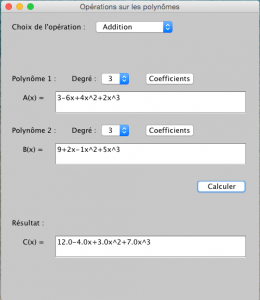 Opérations sur les polynômes
Choix de l'opération : Addition
Polynôme 1 : Degré : 3 Coefficients
A(x) = 3-6x+4x^2+2x^3
Polynôme 2 : Degré : 3 Coefficients
B(x) = 9+2x-1x^2+5x^3
Calculer
Résultat :
C(x) = 12.0-4.0x+3.0x^2+7.0x^3